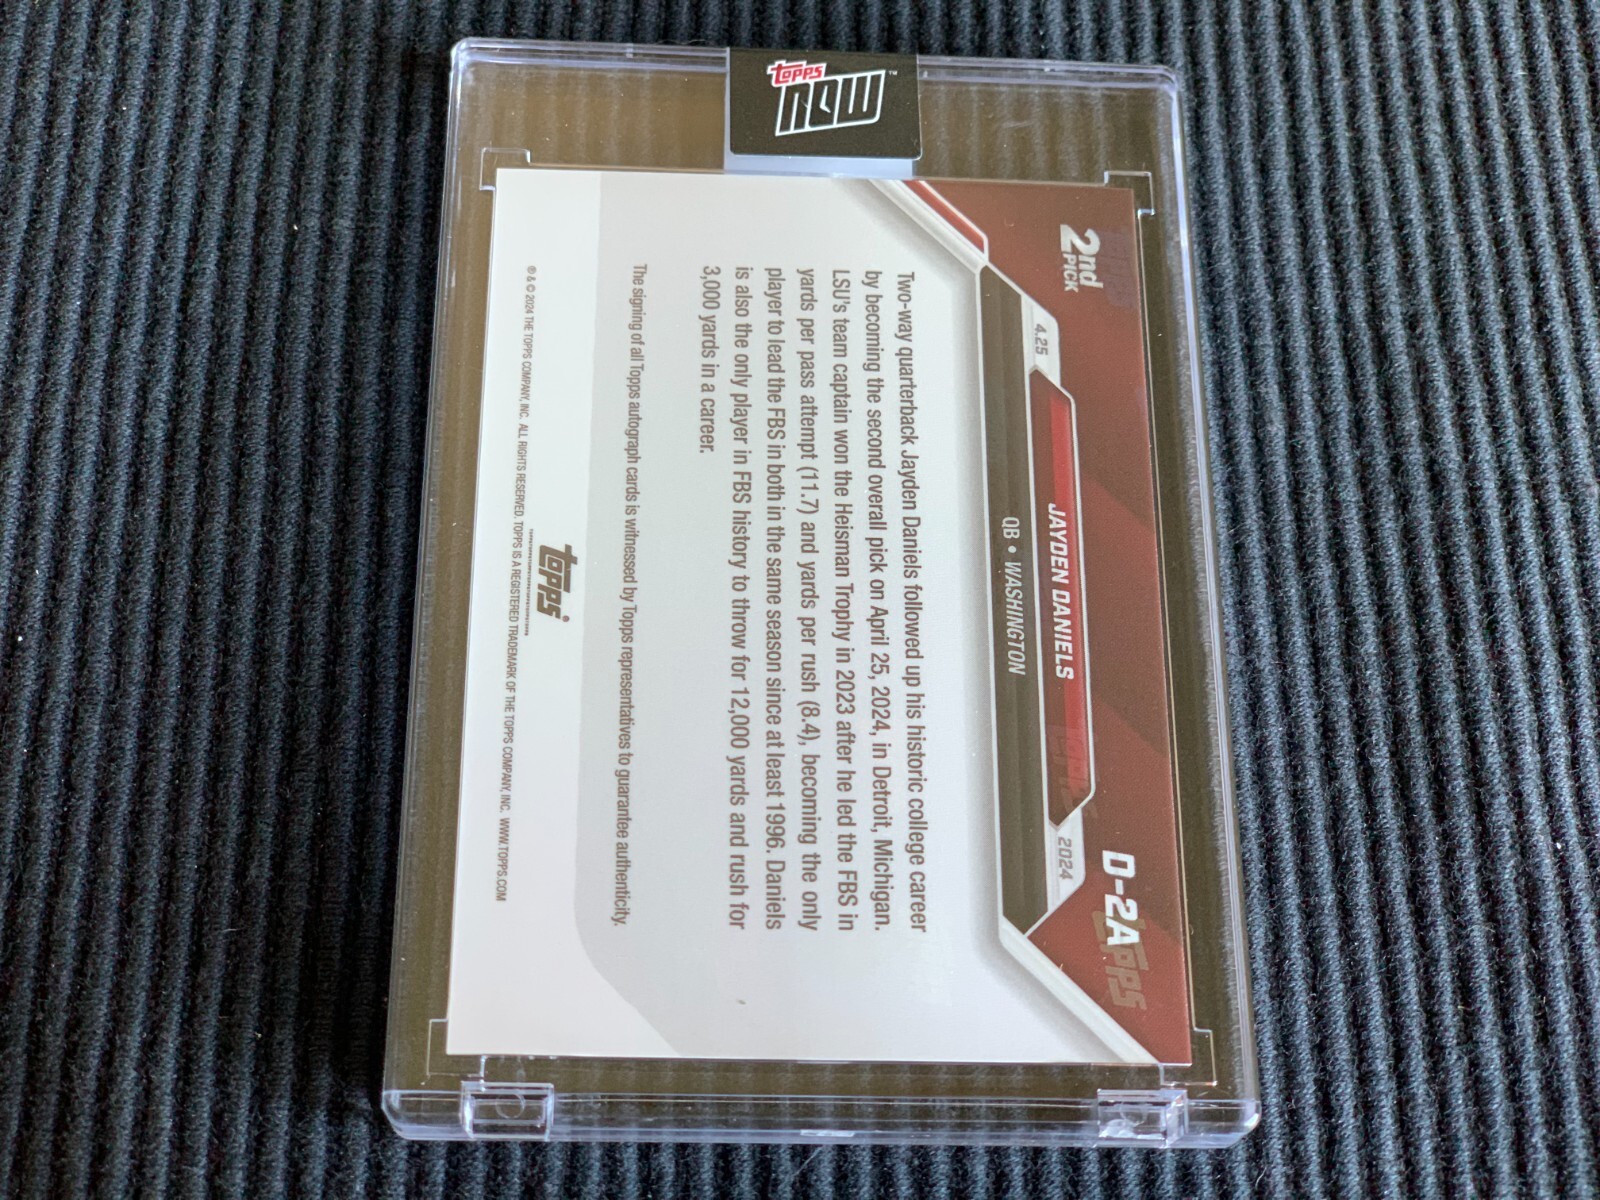 topps
NOW™
2nd
PICK
D-2A
4.25
JAYDEN DANIELS
2024
QB • WASHINGTON
Two-way quarterback Jayden Daniels followed up his historic college career
by becoming the second overall pick on April 25, 2024, in Detroit, Michigan.
LSU's team captain won the Heisman Trophy in 2023 after he led the FBS in
yards per pass attempt (11.7) and yards per rush (8.4), becoming the only
player to lead the FBS in both in the same season since at least 1996. Daniels
is also the only player in FBS history to throw for 12,000 yards and rush for
3,000 yards in a career.
The signing of all Topps autograph cards is witnessed by Topps representatives to guarantee authenticity.
topps
® & © 2024 THE TOPPS COMPANY, INC. ALL RIGHTS RESERVED. TOPPS IS A REGISTERED TRADEMARK OF THE TOPPS COMPANY, INC. WWW.TOPPS.COM